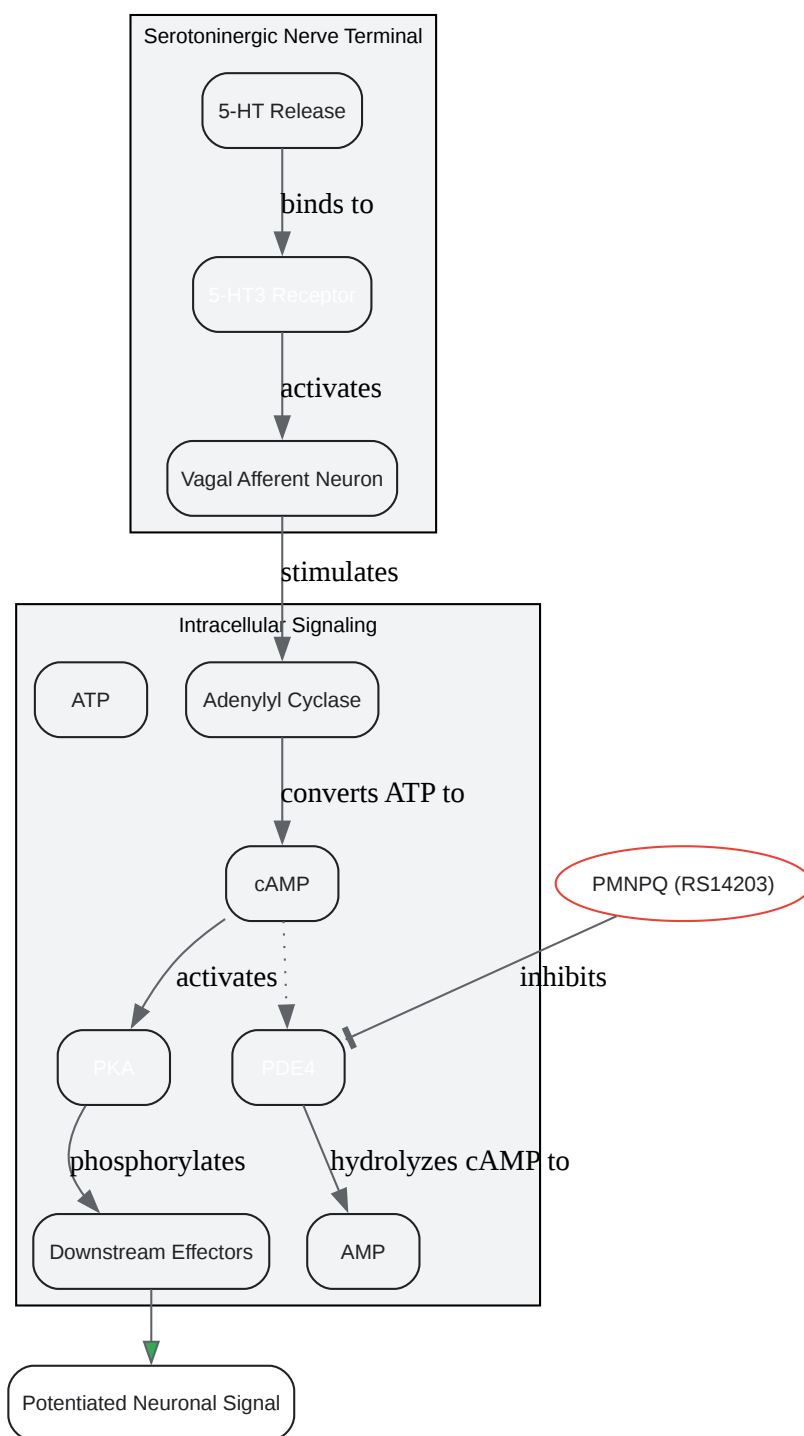 Serotoninergic Nerve Terminal
5-HT Release
binds to
5-HT3 Receptor
activates
Vagal Afferent Neuron
stimulates
Intracellular Signaling
ATP
Adenylyl Cyclase
converts ATP to
cAMP
PMNPQ (RS14203)
activates
inhibits
PKA
PDE4
phosphorylates
hydrolyzes cAMP to
Downstream Effectors
AMP
Potentiated Neuronal Signal